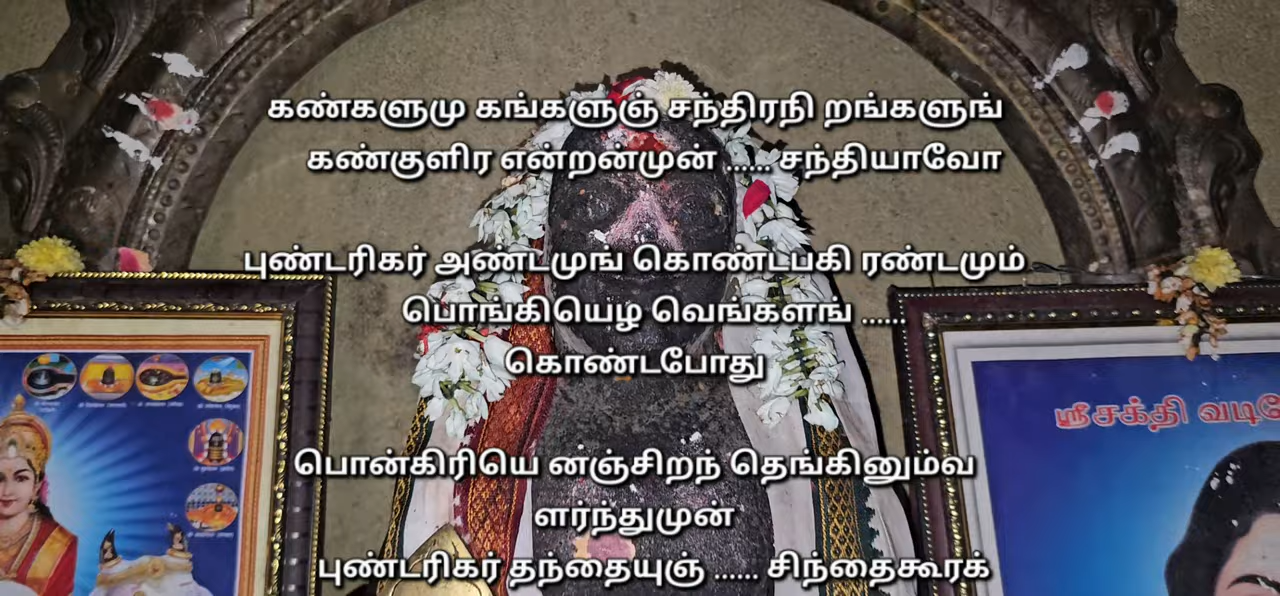 கண்களுமு கங்களுஞ் சந்திரநி றங்களுங்
கண்குளிர என்றன்முன் ...... சந்தியாவோ
புண்டரிகர் அண்டமுங் கொண்டபகி ரண்டமும்
பொங்கியெழ வெங்களங் ......
கொண்டபோது
பொன்கிரியெ னஞ்சிறந் தெங்கினும்வ
ளர்ந்துமுன்
புண்டரிகர் தந்தையுஞ் ...... சிந்தைகூரக்
ஸ்ரீசக்தி